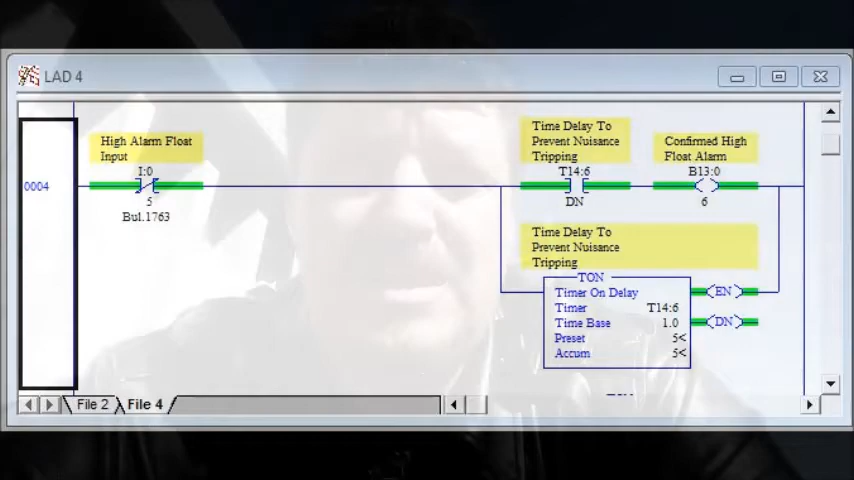 LAD 4
High Alarm Float
Input
I:0
5
Bul.1763
0004
Time Delay To
Prevent Nuisance
Tripping
T14:6
DN
Confirmed High
Float Alarm
B13:0
6
Time Delay To
Prevent Nuisance
Tripping
TON
Timer On Delay
Timer T14:6
Time Base 1.0
Preset 5<
Accum 5<
EN
DN
File 2 File 4